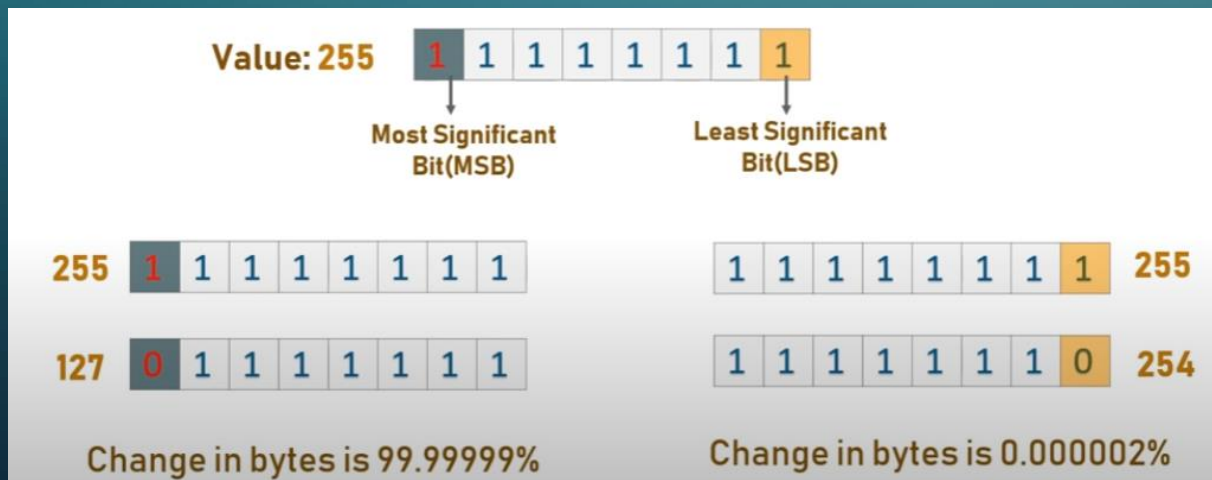 Value: 255 1 1 1 1 1 1 1 1
Most Significant
Bit(MSB)
Least Significant
Bit(LSB)
255 1 1 1 1 1 1 1 1
1 1 1 1 1 1 1 1 255
127 0 1 1 1 1 1 1 1
1 1 1 1 1 1 1 0 254
Change in bytes is 99.99999%
Change in bytes is 0.000002%